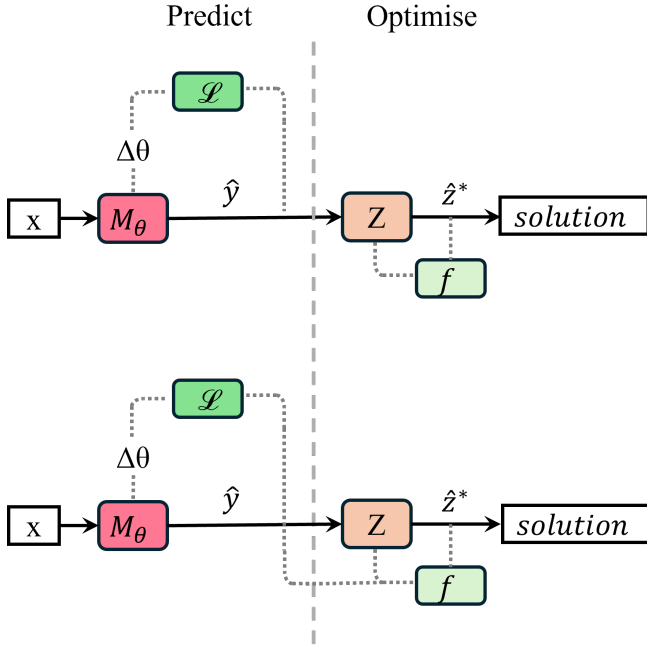 Predict Optimise
ℒ
Δθ
x M_θ ŷ Z ẑ* solution
f
ℒ
Δθ
x M_θ ŷ Z ẑ* solution
f